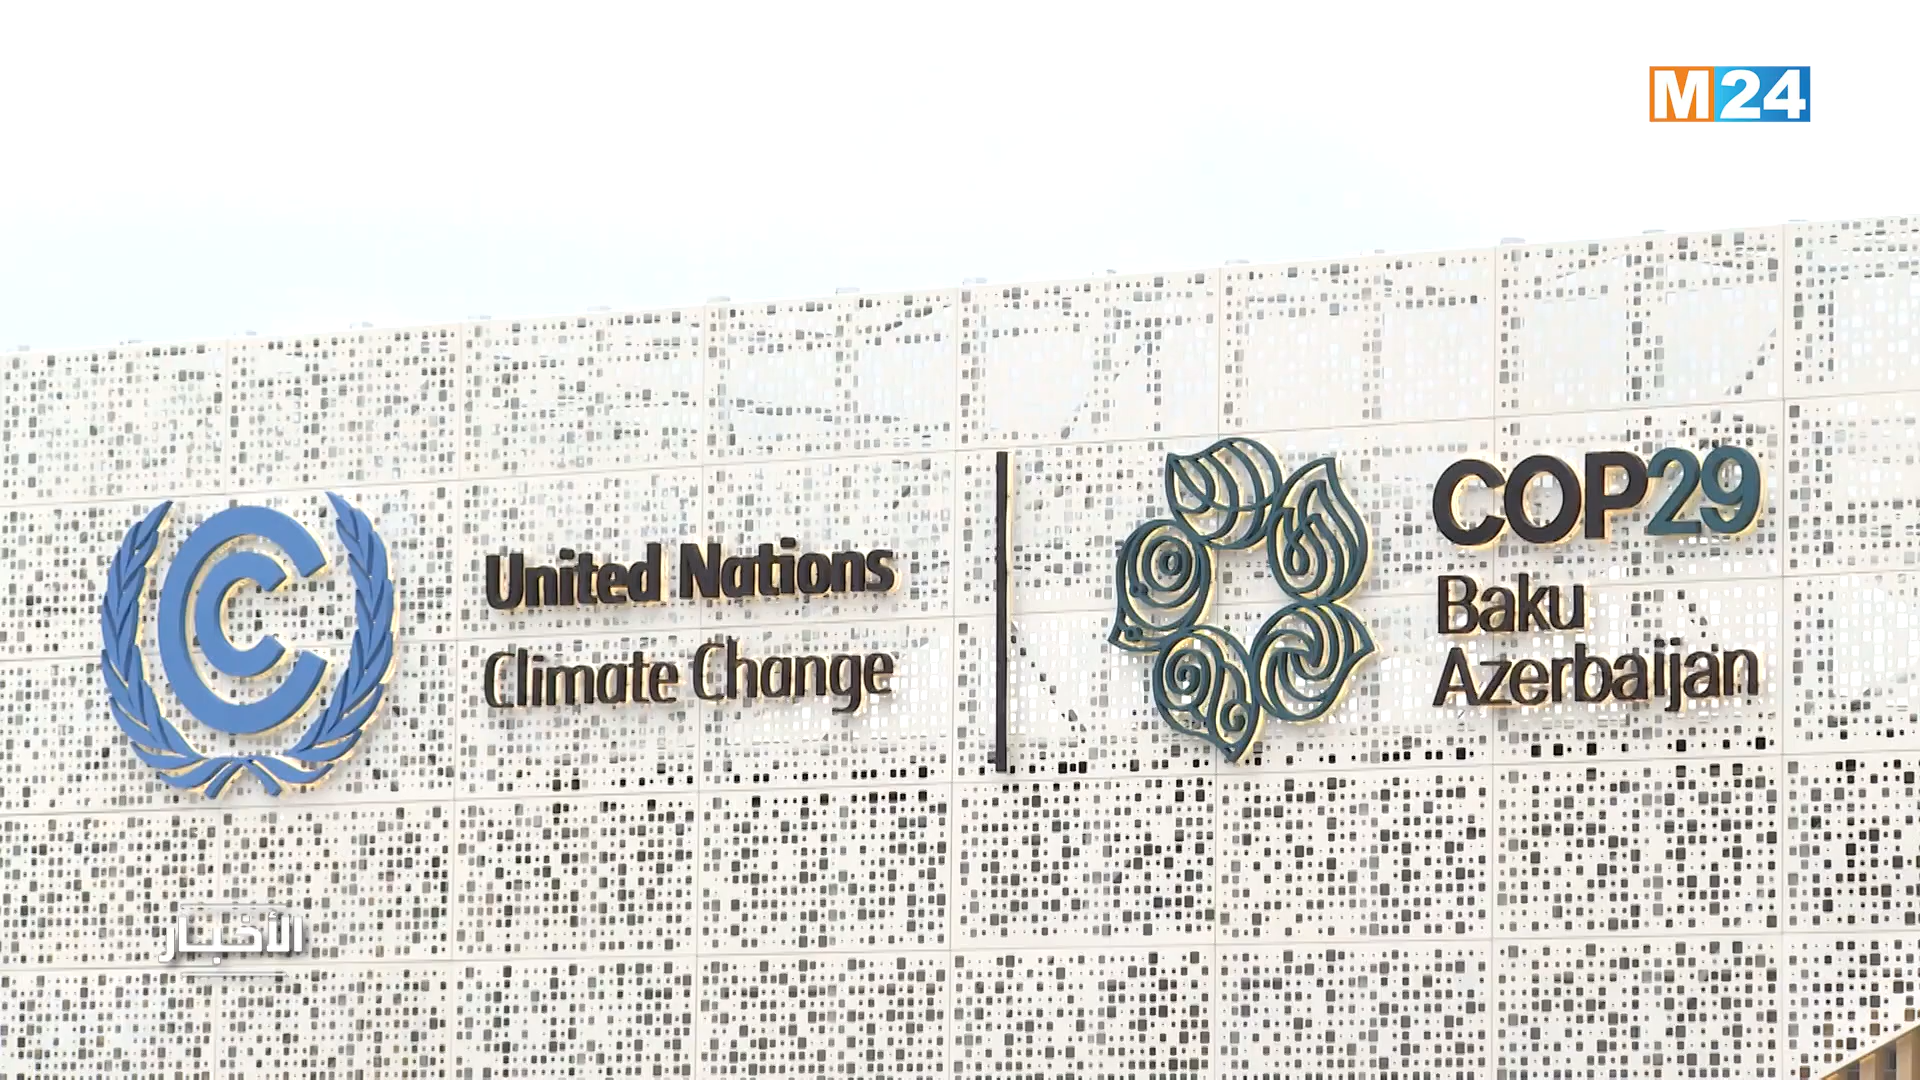 M24
United Nations
Climate Change
COP29
Baku
Azerbaijan
الأخبار